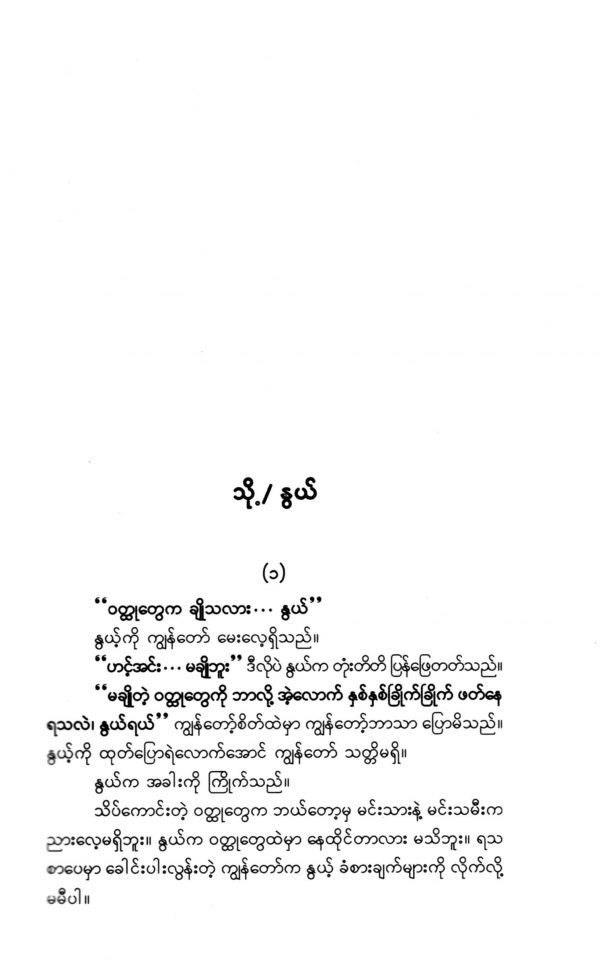 သို့ / နွယ်
(၁)
“ဝတ္ထုတွေက ချိုသလား… နွယ်”
နွယ့်ကို ကျွန်တော် မေးလေ့ရှိသည်။
“ဟင့်အင်း… မချိုဘူး” ဒီလိုပဲ နွယ်က တုံးတိတိ ပြန်ဖြေတတ်သည်။
“မချိုတဲ့ ဝတ္ထုတွေကို ဘာလို့ အဲ့လောက် နှစ်နှစ်ခြိုက်ခြိုက် ဖတ်နေ
ရသလဲ၊ နွယ်ရယ်” ကျွန်တော့်စိတ်ထဲမှာ ကျွန်တော့်ဘာသာ ပြောမိသည်။
နွယ့်ကို ထုတ်ပြောရဲလောက်အောင် ကျွန်တော် သတ္တိမရှိ။
နွယ်က အခါးကို ကြိုက်သည်။
သိပ်ကောင်းတဲ့ ဝတ္ထုတွေက ဘယ်တော့မှ မင်းသားနဲ့ မင်းသမီးက
ညားလေ့မရှိဘူး။ နွယ်က ဝတ္ထုတွေထဲမှာ နေထိုင်တာလား မသိဘူး။ ရသ
စာပေမှာ ခေါင်းပါးလွန်းတဲ့ ကျွန်တော်က နွယ့် ခံစားချက်များကို လိုက်လို့
မမီပါ။